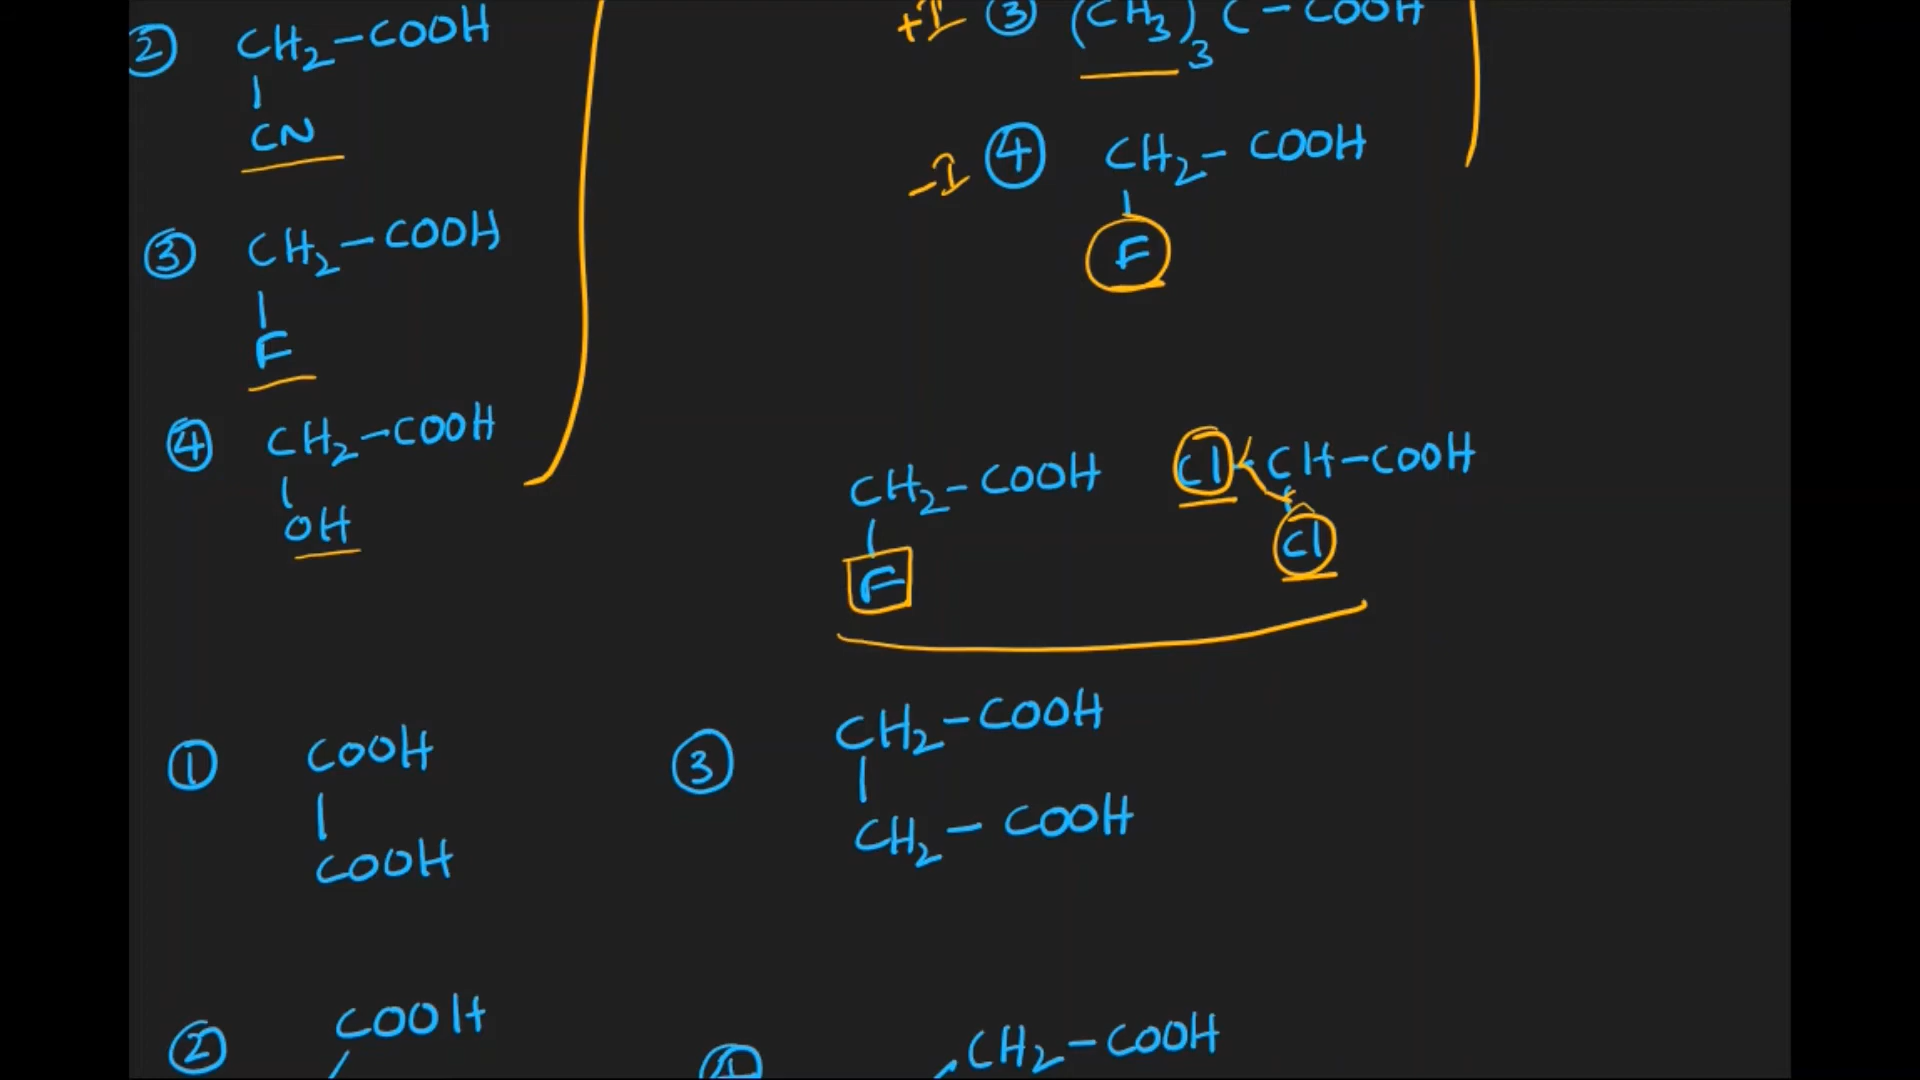 ② CH₂–COOH
CN
③ CH₂–COOH
F
④ CH₂–COOH
OH
+I ③ (CH₃)₃ C–COOH
-I ④ CH₂–COOH
F
CH₂–COOH
F
Cl CH–COOH
Cl
① COOH
COOH
③ CH₂–COOH
CH₂–COOH
② COOH
CH₂–COOH